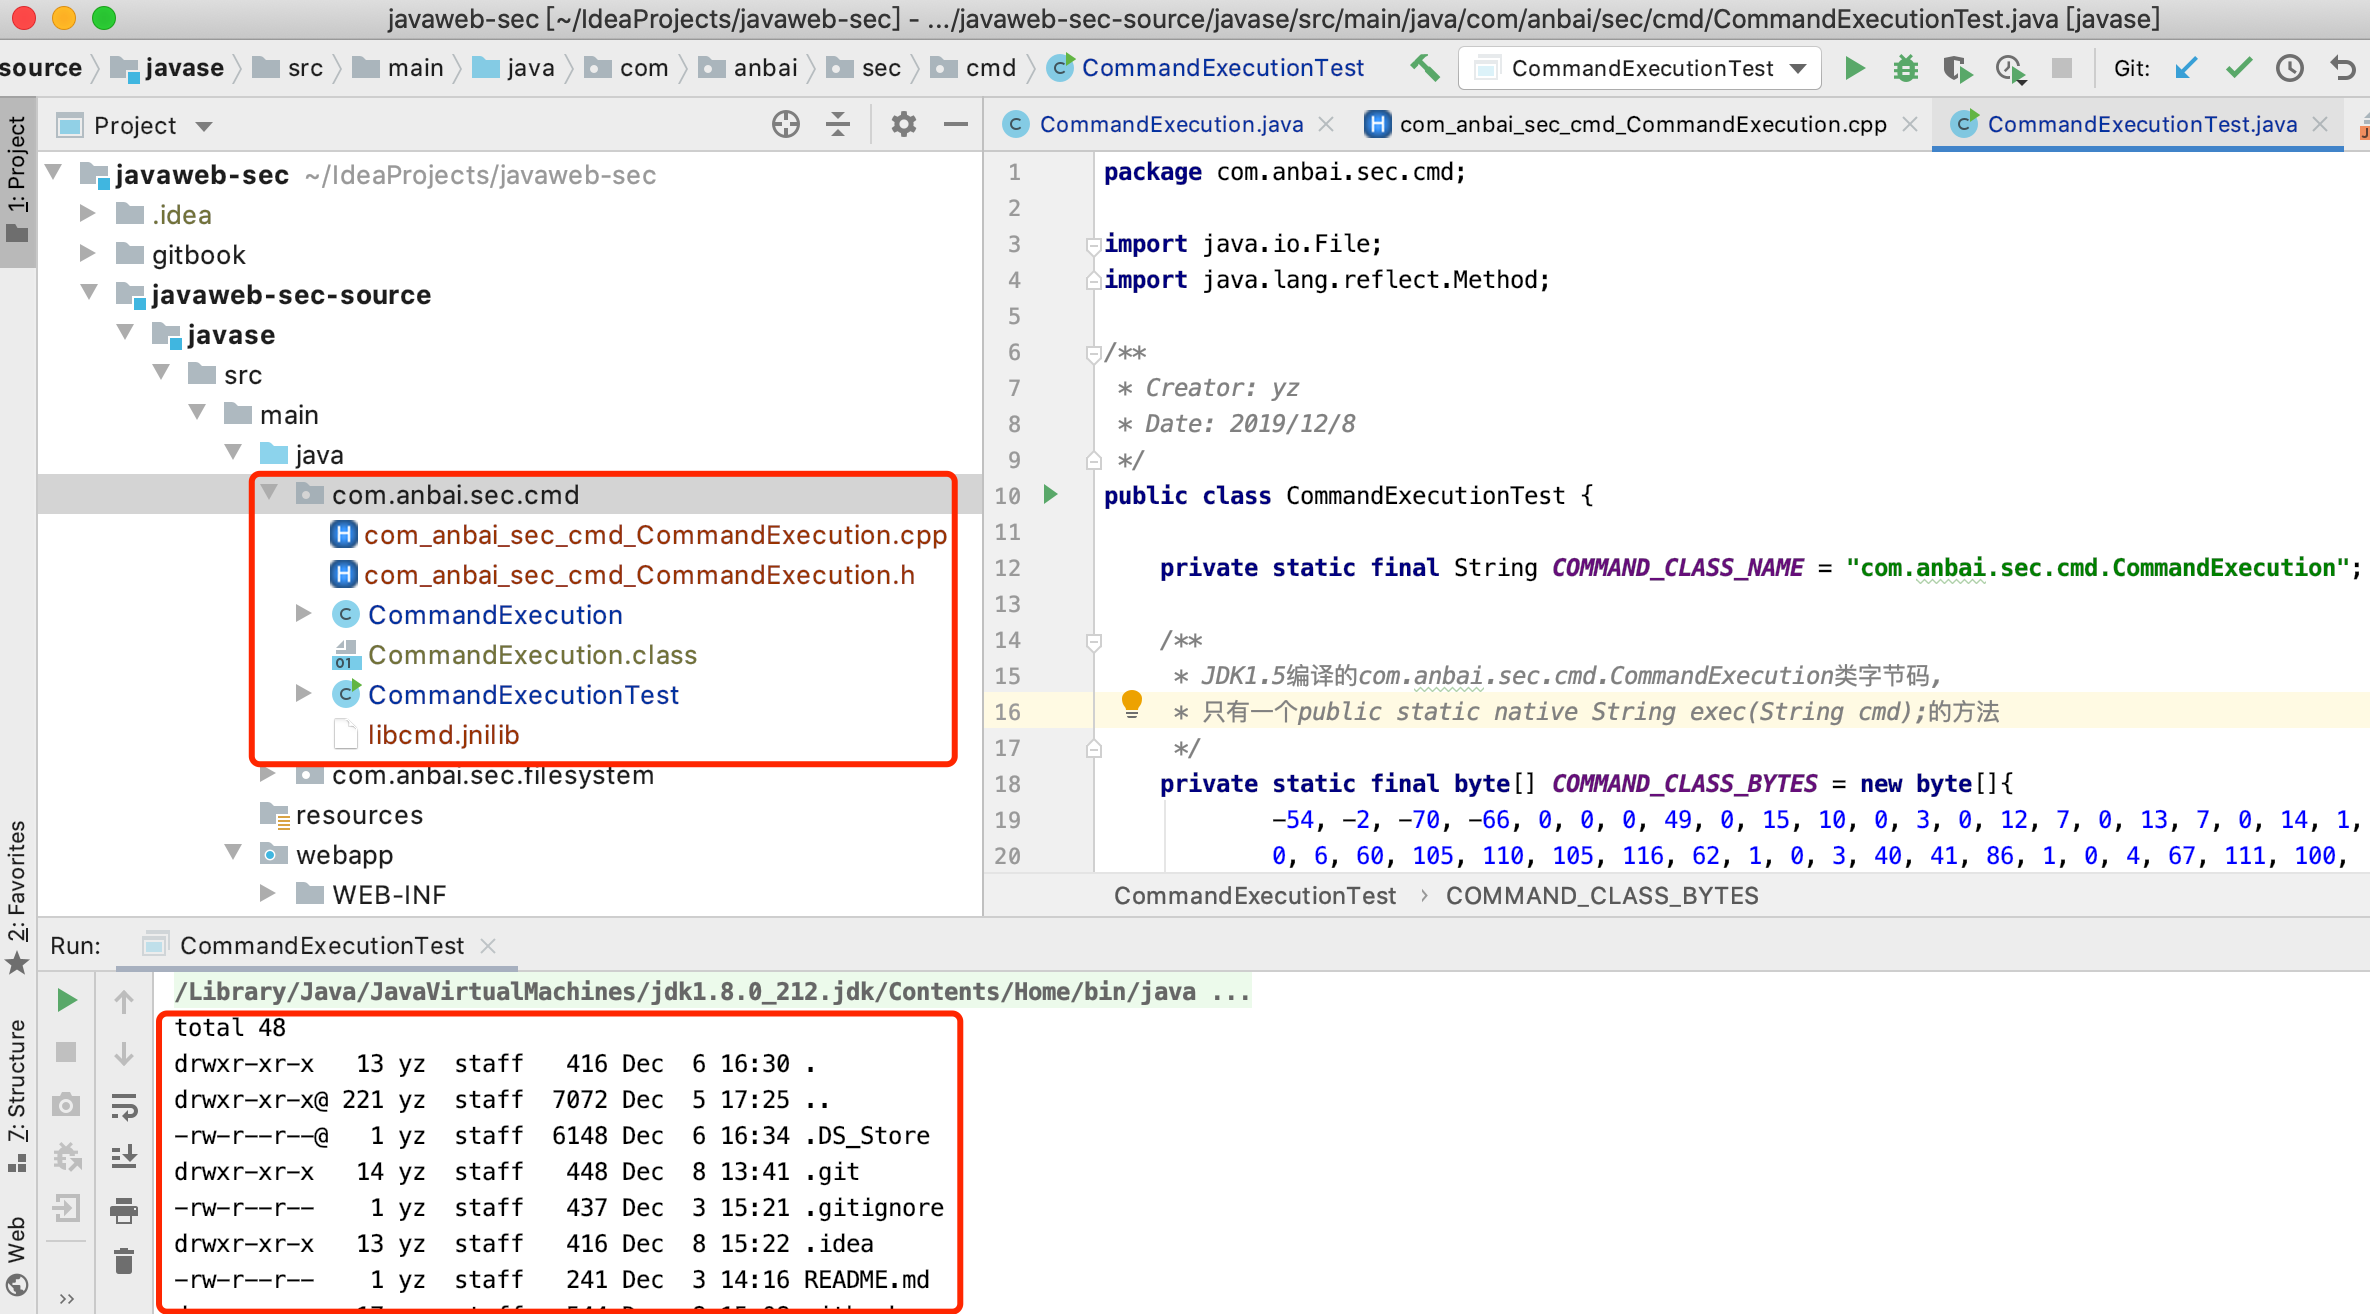 javaweb-sec [~/IdeaProjects/javaweb-sec] - .../javaweb-sec-source/javase/src/main/java/com/anbai/sec/cmd/CommandExecutionTest.java [javase]
source javase src main java com anbai sec cmd CommandExecutionTest CommandExecutionTest Git:
1: Project
Project
CommandExecution.java com_anbai_sec_cmd_CommandExecution.cpp CommandExecutionTest.java
javaweb-sec ~/IdeaProjects/javaweb-sec
.idea
gitbook
javaweb-sec-source
javase
src
main
java
com.anbai.sec.cmd
com_anbai_sec_cmd_CommandExecution.cpp
com_anbai_sec_cmd_CommandExecution.h
CommandExecution
CommandExecution.class
CommandExecutionTest
libcmd.jnilib
com.anbai.sec.filesystem
resources
webapp
WEB-INF
1 package com.anbai.sec.cmd;
2
3 import java.io.File;
4 import java.lang.reflect.Method;
5
6 /**
7 * Creator: yz
8 * Date: 2019/12/8
9 */
10 public class CommandExecutionTest {
11
12 private static final String COMMAND_CLASS_NAME = "com.anbai.sec.cmd.CommandExecution";
13
14 /**
15 * JDK1.5编译的com.anbai.sec.cmd.CommandExecution类字节码,
16 * 只有一个public static native String exec(String cmd);的方法
17 */
18 private static final byte[] COMMAND_CLASS_BYTES = new byte[]{
19 -54, -2, -70, -66, 0, 0, 0, 49, 0, 15, 10, 0, 3, 0, 12, 7, 0, 13, 7, 0, 14, 1,
20 0, 6, 60, 105, 110, 105, 116, 62, 1, 0, 3, 40, 41, 86, 1, 0, 4, 67, 111, 100,
CommandExecutionTest › COMMAND_CLASS_BYTES
2: Favorites
7: Structure
Web
Run: CommandExecutionTest
/Library/Java/JavaVirtualMachines/jdk1.8.0_212.jdk/Contents/Home/bin/java ...
total 48
drwxr-xr-x 13 yz staff 416 Dec 6 16:30 .
drwxr-xr-x@ 221 yz staff 7072 Dec 5 17:25 ..
-rw-r--r--@ 1 yz staff 6148 Dec 6 16:34 .DS_Store
drwxr-xr-x 14 yz staff 448 Dec 8 13:41 .git
-rw-r--r-- 1 yz staff 437 Dec 3 15:21 .gitignore
drwxr-xr-x 13 yz staff 416 Dec 8 15:22 .idea
-rw-r--r-- 1 yz staff 241 Dec 3 14:16 README.md